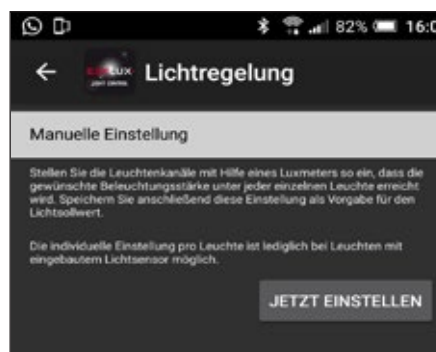 82% 16:0
Lichtregelung
Manuelle Einstellung
Stellen Sie die Leuchtenkanäle mit Hilfe eines Luxmeters so ein, dass die
gewünschte Beleuchtungsstärke unter jeder einzelnen Leuchte erreicht
wird. Speichern Sie anschließend diese Einstellung als Vorgabe für den
Lichtsollwert.
Die individuelle Einstellung pro Leuchte ist lediglich bei Leuchten mit
eingebautem Lichtsensor möglich.
JETZT EINSTELLEN